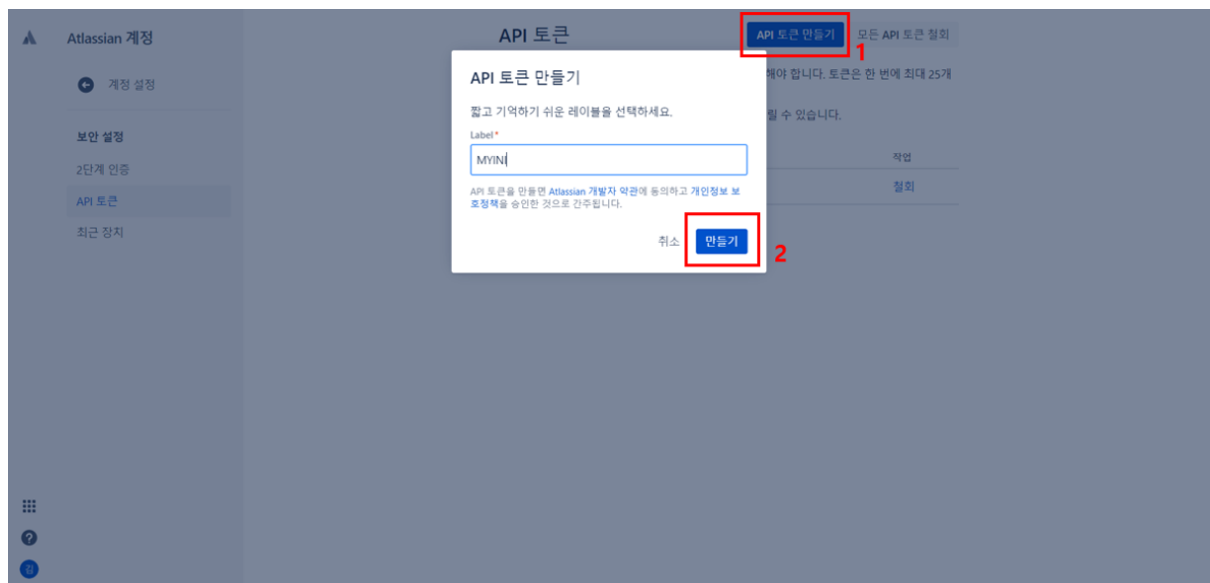 Atlassian 계정
계정 설정
보안 설정
2단계 인증
API 토큰
최근 장치
API 토큰
API 토큰 만들기
모든 API 토큰 철회
1
해야 합니다. 토큰은 한 번에 최대 25개
릴 수 있습니다.
작업
철회
API 토큰 만들기
짧고 기억하기 쉬운 레이블을 선택하세요.
Label*
MYINI
API 토큰을 만들면 Atlassian 개발자 약관에 동의하고 개인정보 보
호정책을 승인한 것으로 간주됩니다.
취소
만들기
2
김